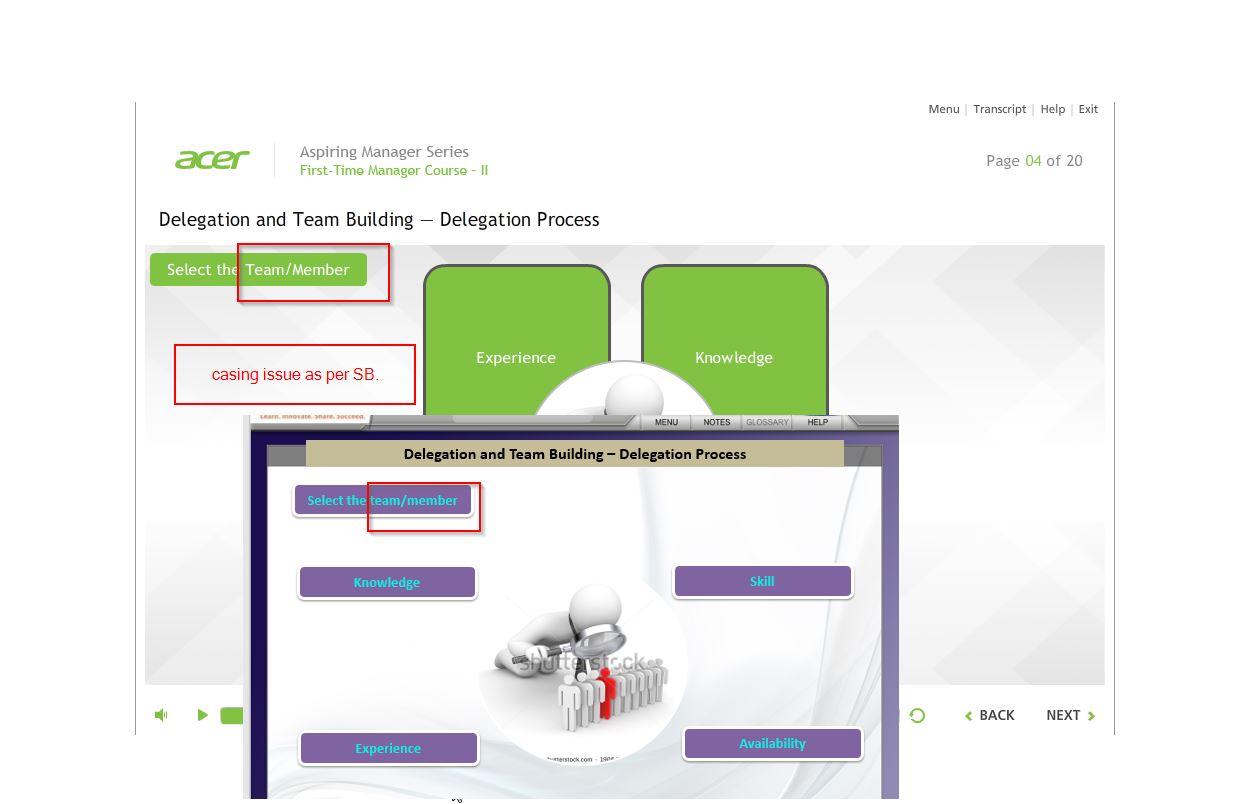 Menu | Transcript | Help | Exit
acer
Aspiring Manager Series
First-Time Manager Course - II
Page 04 of 20
Delegation and Team Building — Delegation Process
Select the Team/Member
Experience
Knowledge
casing issue as per SB.
Learn. Innovate. Share. Succeed.
MENU NOTES GLOSSARY HELP
Delegation and Team Building – Delegation Process
Select the team/member
Knowledge
Skill
shutterstock
Experience
Availability
BACK
NEXT